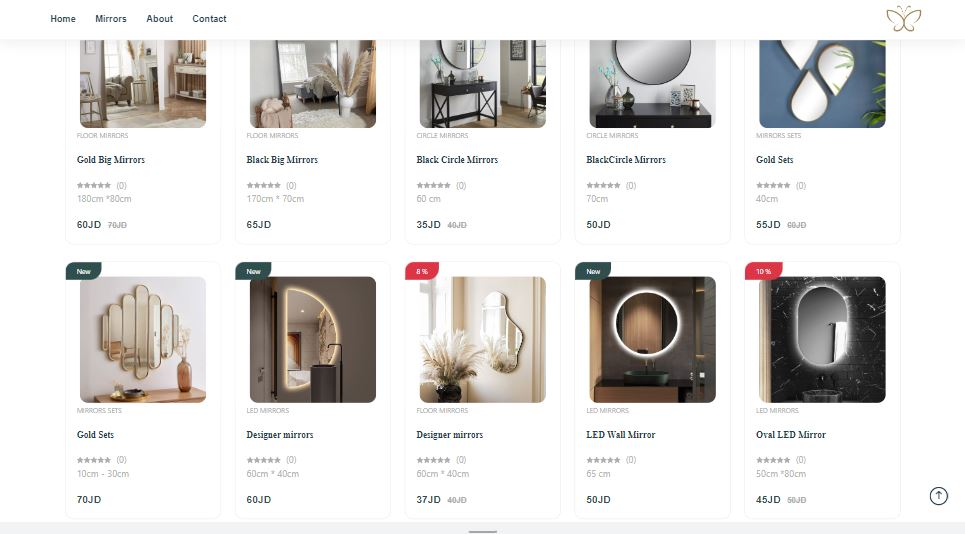 Home Mirrors About Contact
FLOOR MIRRORS FLOOR MIRRORS CIRCLE MIRRORS CIRCLE MIRRORS MIRRORS SETS
Gold Big Mirrors Black Big Mirrors Black Circle Mirrors BlackCircle Mirrors Gold Sets
(0) (0) (0) (0) (0)
180cm *80cm 170cm * 70cm 60 cm 70cm 40cm
60JD 70JD 65JD 35JD 40JD 50JD 55JD 60JD
New New 8 % New 10 %
MIRRORS SETS LED MIRRORS FLOOR MIRRORS LED MIRRORS LED MIRRORS
Gold Sets Designer mirrors Designer mirrors LED Wall Mirror Oval LED Mirror
(0) (0) (0) (0) (0)
10cm - 30cm 60cm * 40cm 60cm * 40cm 65 cm 50cm *80cm
70JD 60JD 37JD 40JD 50JD 45JD 50JD